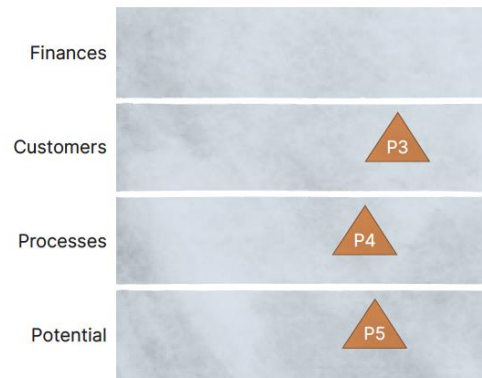 Finances
Customers
P3
Processes
P4
Potential
P5